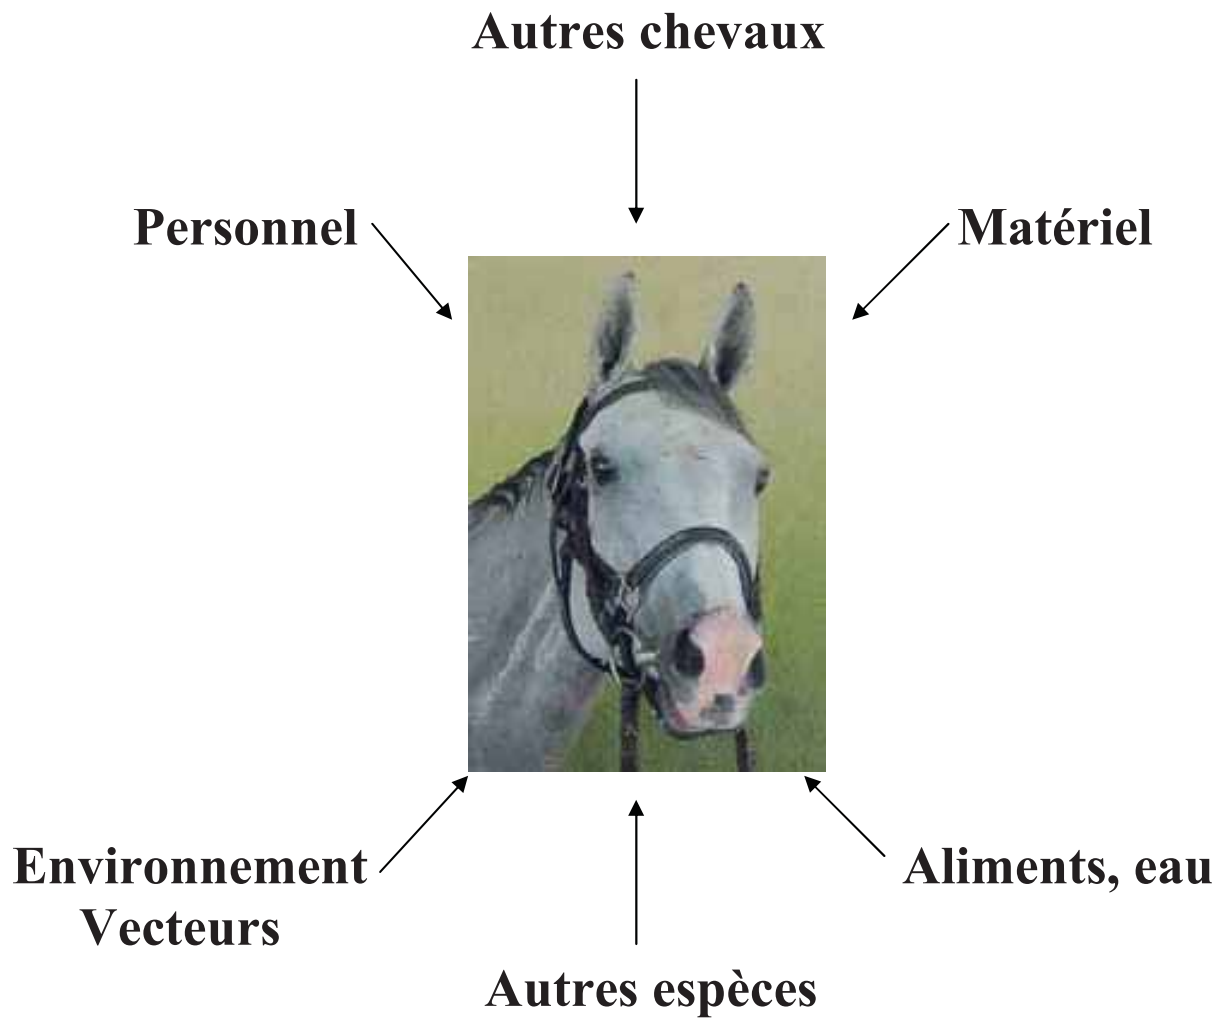 Autres chevaux
Personnel
Matériel
Environnement
Vecteurs
Aliments, eau
Autres espèces